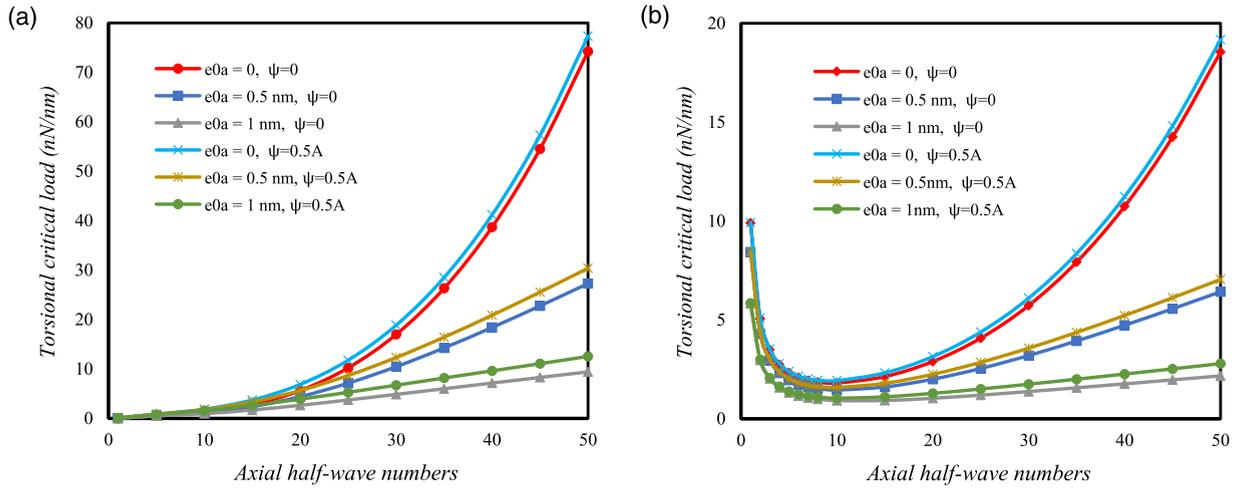 (a)
80
70
60
50
40
30
20
10
0
Torsional critical load (nN/nm)
e0a = 0, ψ=0
e0a = 0.5 nm, ψ=0
e0a = 1 nm, ψ=0
e0a = 0, ψ=0.5A
e0a = 0.5 nm, ψ=0.5A
e0a = 1 nm, ψ=0.5A
0 10 20 30 40 50
Axial half-wave numbers
(b)
20
15
10
5
0
Torsional critical load (nN/nm)
e0a = 0, ψ=0
e0a = 0.5 nm, ψ=0
e0a = 1 nm, ψ=0
e0a = 0, ψ=0.5A
e0a = 0.5nm, ψ=0.5A
e0a = 1nm, ψ=0.5A
0 10 20 30 40 50
Axial half-wave numbers